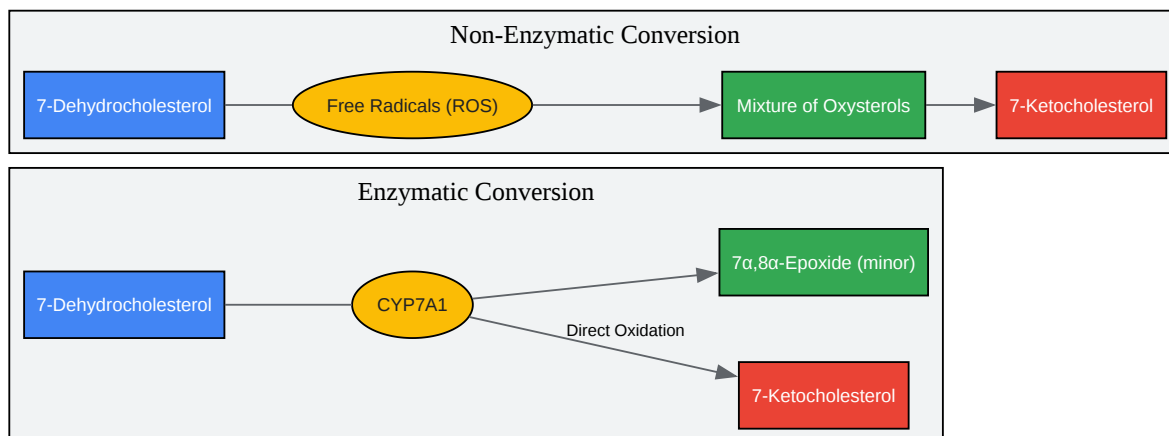 Non-Enzymatic Conversion
7-Dehydrocholesterol
Free Radicals (ROS)
Mixture of Oxysterols
7-Ketocholesterol
Enzymatic Conversion
7-Dehydrocholesterol
CYP7A1
7α,8α-Epoxide (minor)
Direct Oxidation
7-Ketocholesterol